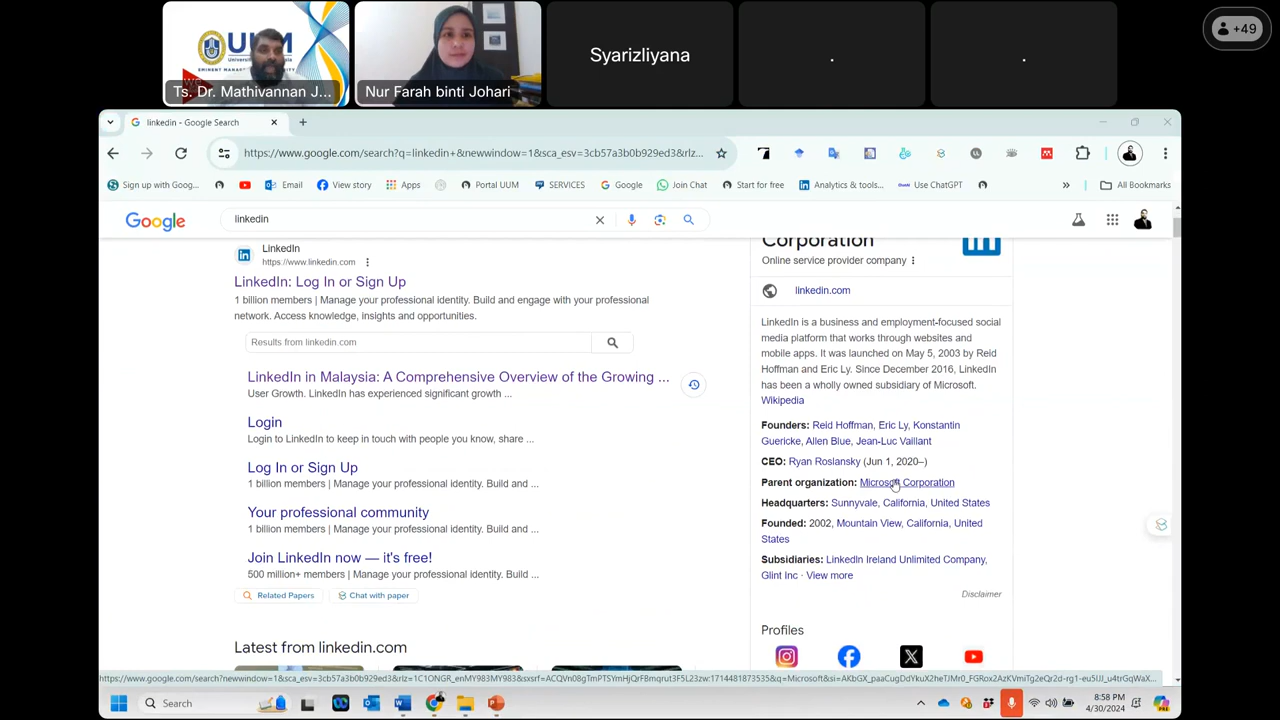 Ts. Dr. Mathivannan J...
Nur Farah binti Johari
Syarizliyana
.
.
+49
linkedin - Google Search
https://www.google.com/search?q=linkedin+&newwindow=1&sca_esv=3cb57a3b0b929ed3&rlz...
Sign up with Goog...
Email
View story
Apps
Portal UUM
SERVICES
Google
Join Chat
Start for free
Analytics & tools...
Use ChatGPT
All Bookmarks
Google
linkedin
LinkedIn
https://www.linkedin.com
LinkedIn: Log In or Sign Up
1 billion members | Manage your professional identity. Build and engage with your professional
network. Access knowledge, insights and opportunities.
Results from linkedin.com
LinkedIn in Malaysia: A Comprehensive Overview of the Growing ...
User Growth. LinkedIn has experienced significant growth ...
Login
Login to LinkedIn to keep in touch with people you know, share ...
Log In or Sign Up
1 billion members | Manage your professional identity. Build ...
Your professional community
1 billion members | Manage your professional identity. Build ...
Join LinkedIn now — it's free!
500 million+ members | Manage your professional identity. Build ...
Related Papers
Chat with paper
Latest from linkedin.com
Corporation
Online service provider company
linkedin.com
LinkedIn is a business and employment-focused social
media platform that works through websites and
mobile apps. It was launched on May 5, 2003 by Reid
Hoffman and Eric Ly. Since December 2016, LinkedIn
has been a wholly owned subsidiary of Microsoft.
Wikipedia
Founders: Reid Hoffman, Eric Ly, Konstantin
Guericke, Allen Blue, Jean-Luc Vaillant
CEO: Ryan Roslansky (Jun 1, 2020–)
Parent organization: Microsoft Corporation
Headquarters: Sunnyvale, California, United States
Founded: 2002, Mountain View, California, United
States
Subsidiaries: LinkedIn Ireland Unlimited Company,
Glint Inc · View more
Disclaimer
Profiles
Search
8:58 PM
4/30/2024